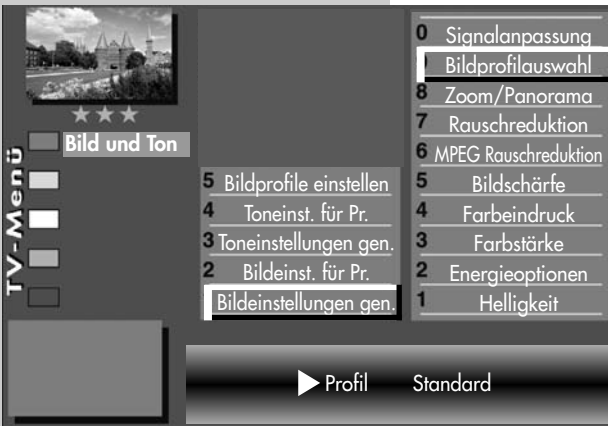 TV-Menü
Bild und Ton
5 Bildprofile einstellen
4 Toneinst. für Pr.
3 Toneinstellungen gen.
2 Bildeinst. für Pr.
Bildeinstellungen gen.
0 Signalanpassung
Bildprofilauswahl
8 Zoom/Panorama
7 Rauschreduktion
6 MPEG Rauschreduktion
5 Bildschärfe
4 Farbeindruck
3 Farbstärke
2 Energieoptionen
1 Helligkeit
Profil Standard